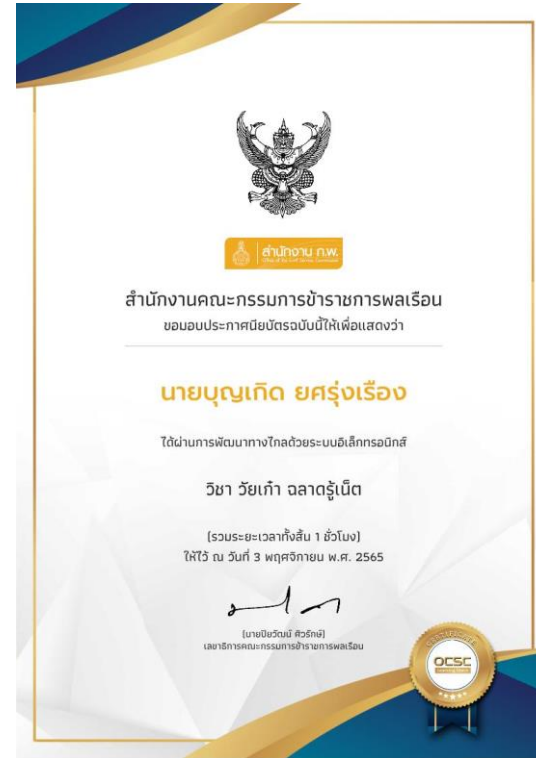 สำนักงาน ก.พ.
Office of the Civil Service Commission
สำนักงานคณะกรรมการข้าราชการพลเรือน
ขอมอบประกาศนียบัตรฉบับนี้ให้เพื่อแสดงว่า
นายบุญเกิด ยศรุ่งเรือง
ได้ผ่านการพัฒนาทางไกลด้วยระบบอิเล็กทรอนิกส์
วิชา วัยเก๋า ฉลาดรู้เน็ต
(รวมระยะเวลาทั้งสิ้น 1 ชั่วโมง)
ให้ไว้ ณ วันที่ 3 พฤศจิกายน พ.ศ. 2565
(นายปิยวัฒน์ ศิวรักษ์)
เลขาธิการคณะกรรมการข้าราชการพลเรือน
OCSC